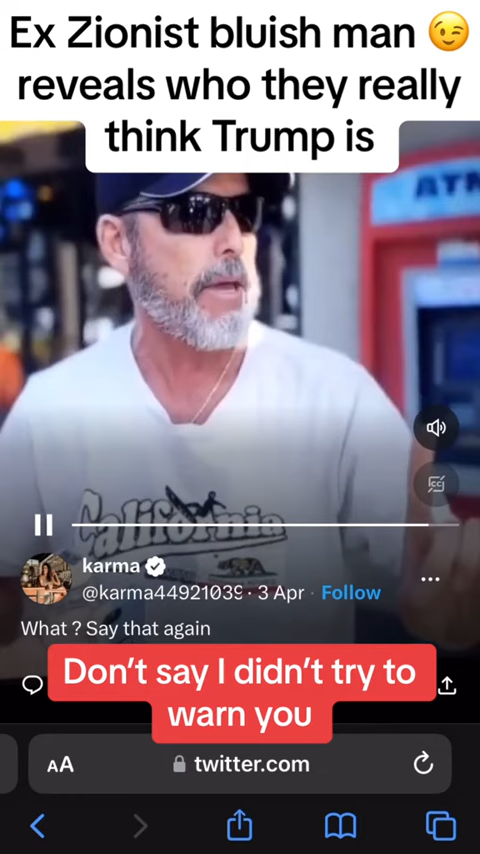 Ex Zionist bluish man 😉
reveals who they really
think Trump is
ATM
CC
California
karma
@karma44921039 · 3 Apr · Follow
What ? Say that again
Don't say I didn't try to
warn you
AA
twitter.com